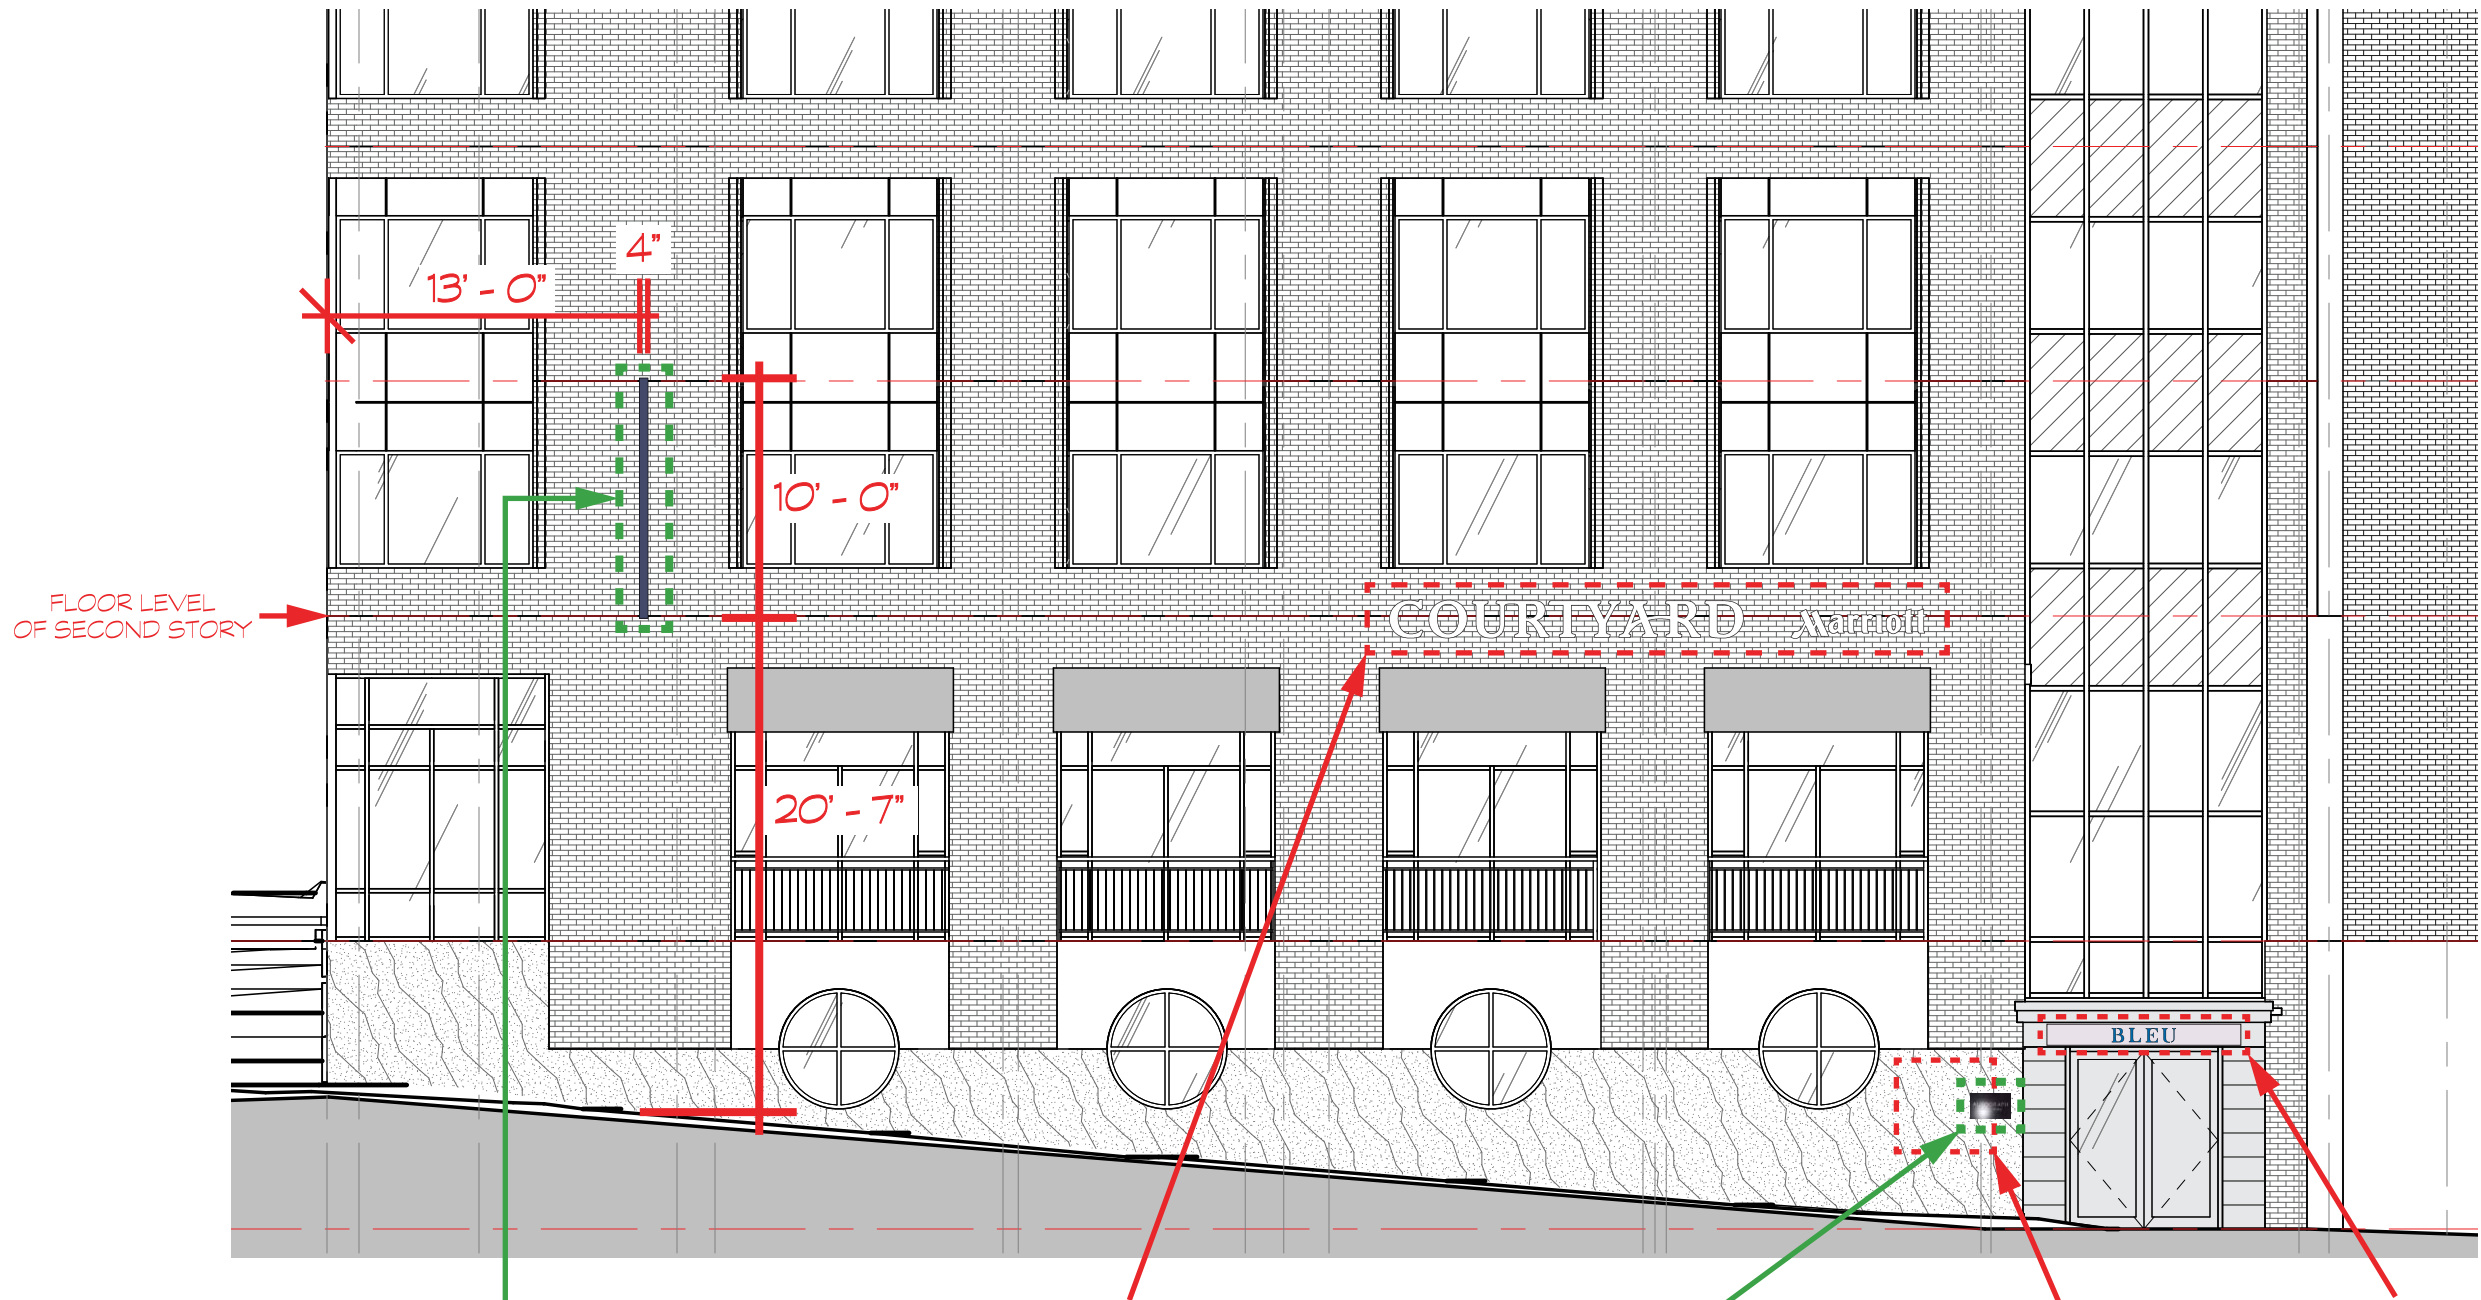 4"
13' - 0"
10' - 0"
FLOOR LEVEL
OF SECOND STORY
COURTYARD Marriott
20' - 7"
BLEU